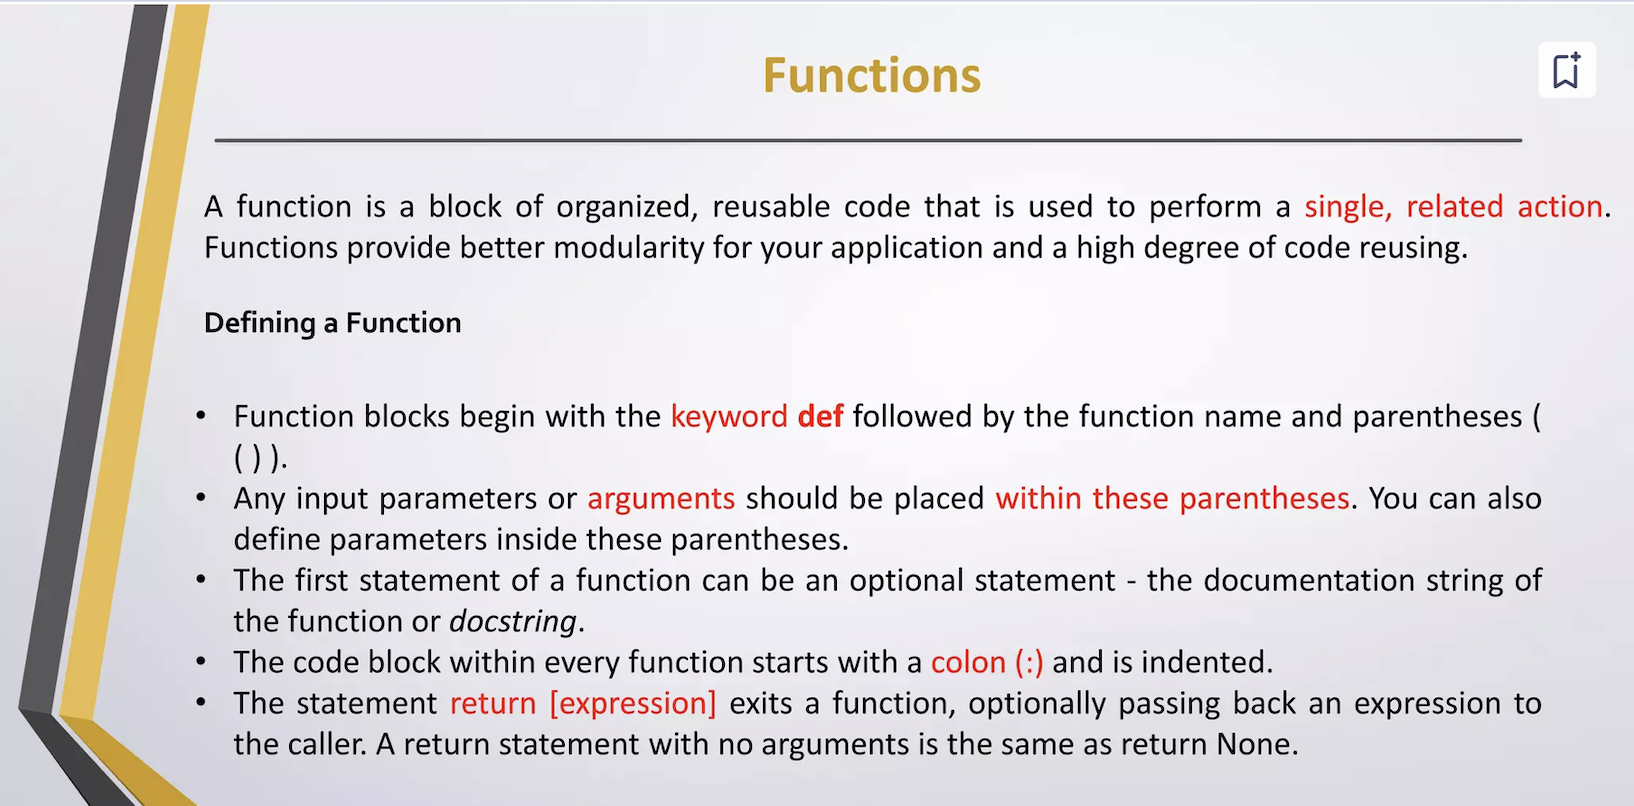 Functions
A function is a block of organized, reusable code that is used to perform a single, related action.
Functions provide better modularity for your application and a high degree of code reusing.
Defining a Function
• Function blocks begin with the keyword def followed by the function name and parentheses (
( ) ).
• Any input parameters or arguments should be placed within these parentheses. You can also
define parameters inside these parentheses.
• The first statement of a function can be an optional statement - the documentation string of
the function or docstring.
• The code block within every function starts with a colon (:) and is indented.
• The statement return [expression] exits a function, optionally passing back an expression to
the caller. A return statement with no arguments is the same as return None.